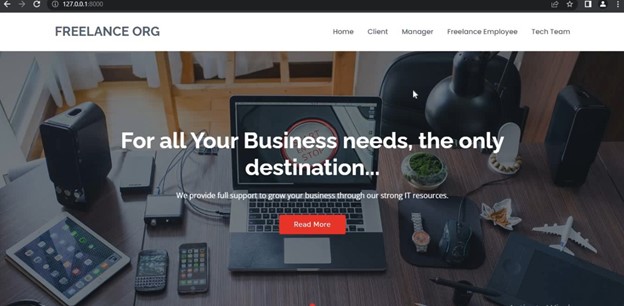 127.0.0.1:8000
FREELANCE ORG
Home Client Manager Freelance Employee Tech Team
For all Your Business needs, the only
destination...
We provide full support to grow your business through our strong IT resources.
Read More